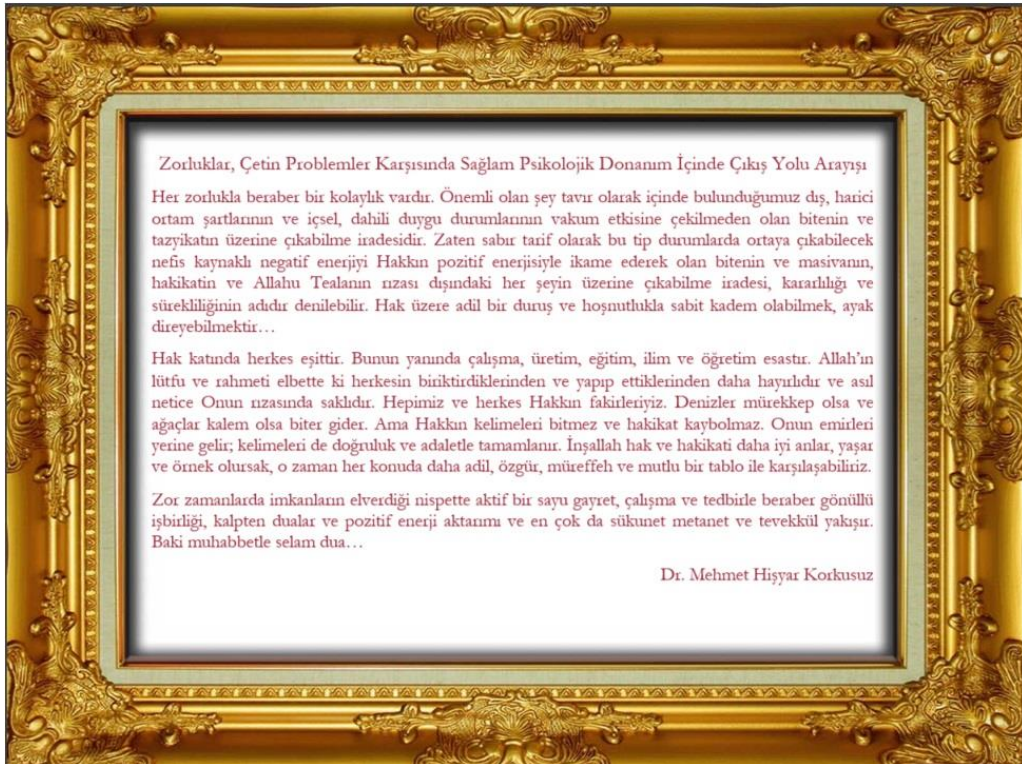 Zorluklar, Çetin Problemler Karşısında Sağlam Psikolojik Donanım İçinde Çıkış Yolu Arayışı
Her zorlukla beraber bir kolaylık vardır. Önemli olan şey tavır olarak içinde bulunduğumuz dış, harici
ortam şartlarının ve içsel, dahili duygu durumlarının vakum etkisine çekilmeden olan bitenin ve
tazyikatın üzerine çıkabilme iradesidir. Zaten sabır tarif olarak bu tip durumlarda ortaya çıkabilecek
nefis kaynaklı negatif enerjiyi Hakkın pozitif enerjisiyle ikame ederek olan bitenin ve masivanın,
hakikatin ve Allahu Tealanın rızası dışındaki her şeyin üzerine çıkabilme iradesi, kararlılığı ve
sürekliliğinin adıdır denilebilir. Hak üzere adil bir duruş ve hoşnutlukla sabit kadem olabilmek, ayak
direyebilmektir…
Hak katında herkes eşittir. Bunun yanında çalışma, üretim, eğitim, ilim ve öğretim esastır. Allah’ın
lütfu ve rahmeti elbette ki herkesin biriktirdiklerinden ve yapıp ettiklerinden daha hayırlıdır ve asıl
netice Onun rızasında saklıdır. Hepimiz ve herkes Hakkın fakirleriyiz. Denizler mürekkep olsa ve
ağaçlar kalem olsa biter gider. Ama Hakkın kelimeleri bitmez ve hakikat kaybolmaz. Onun emirleri
yerine gelir; kelimeleri de doğruluk ve adaletle tamamlanır. İnşallah hak ve hakikati daha iyi anlar, yaşar
ve örnek olursak, o zaman her konuda daha adil, özgür, müreffeh ve mutlu bir tablo ile karşılaşabiliriz.
Zor zamanlarda imkanların elverdiği nispette aktif bir sayu gayret, çalışma ve tedbirle beraber gönüllü
işbirliği, kalpten dualar ve pozitif enerji aktarımı ve en çok da sükunet metanet ve tevekkül yakışır.
Baki muhabbetle selam dua…
Dr. Mehmet Hişyar Korkusuz